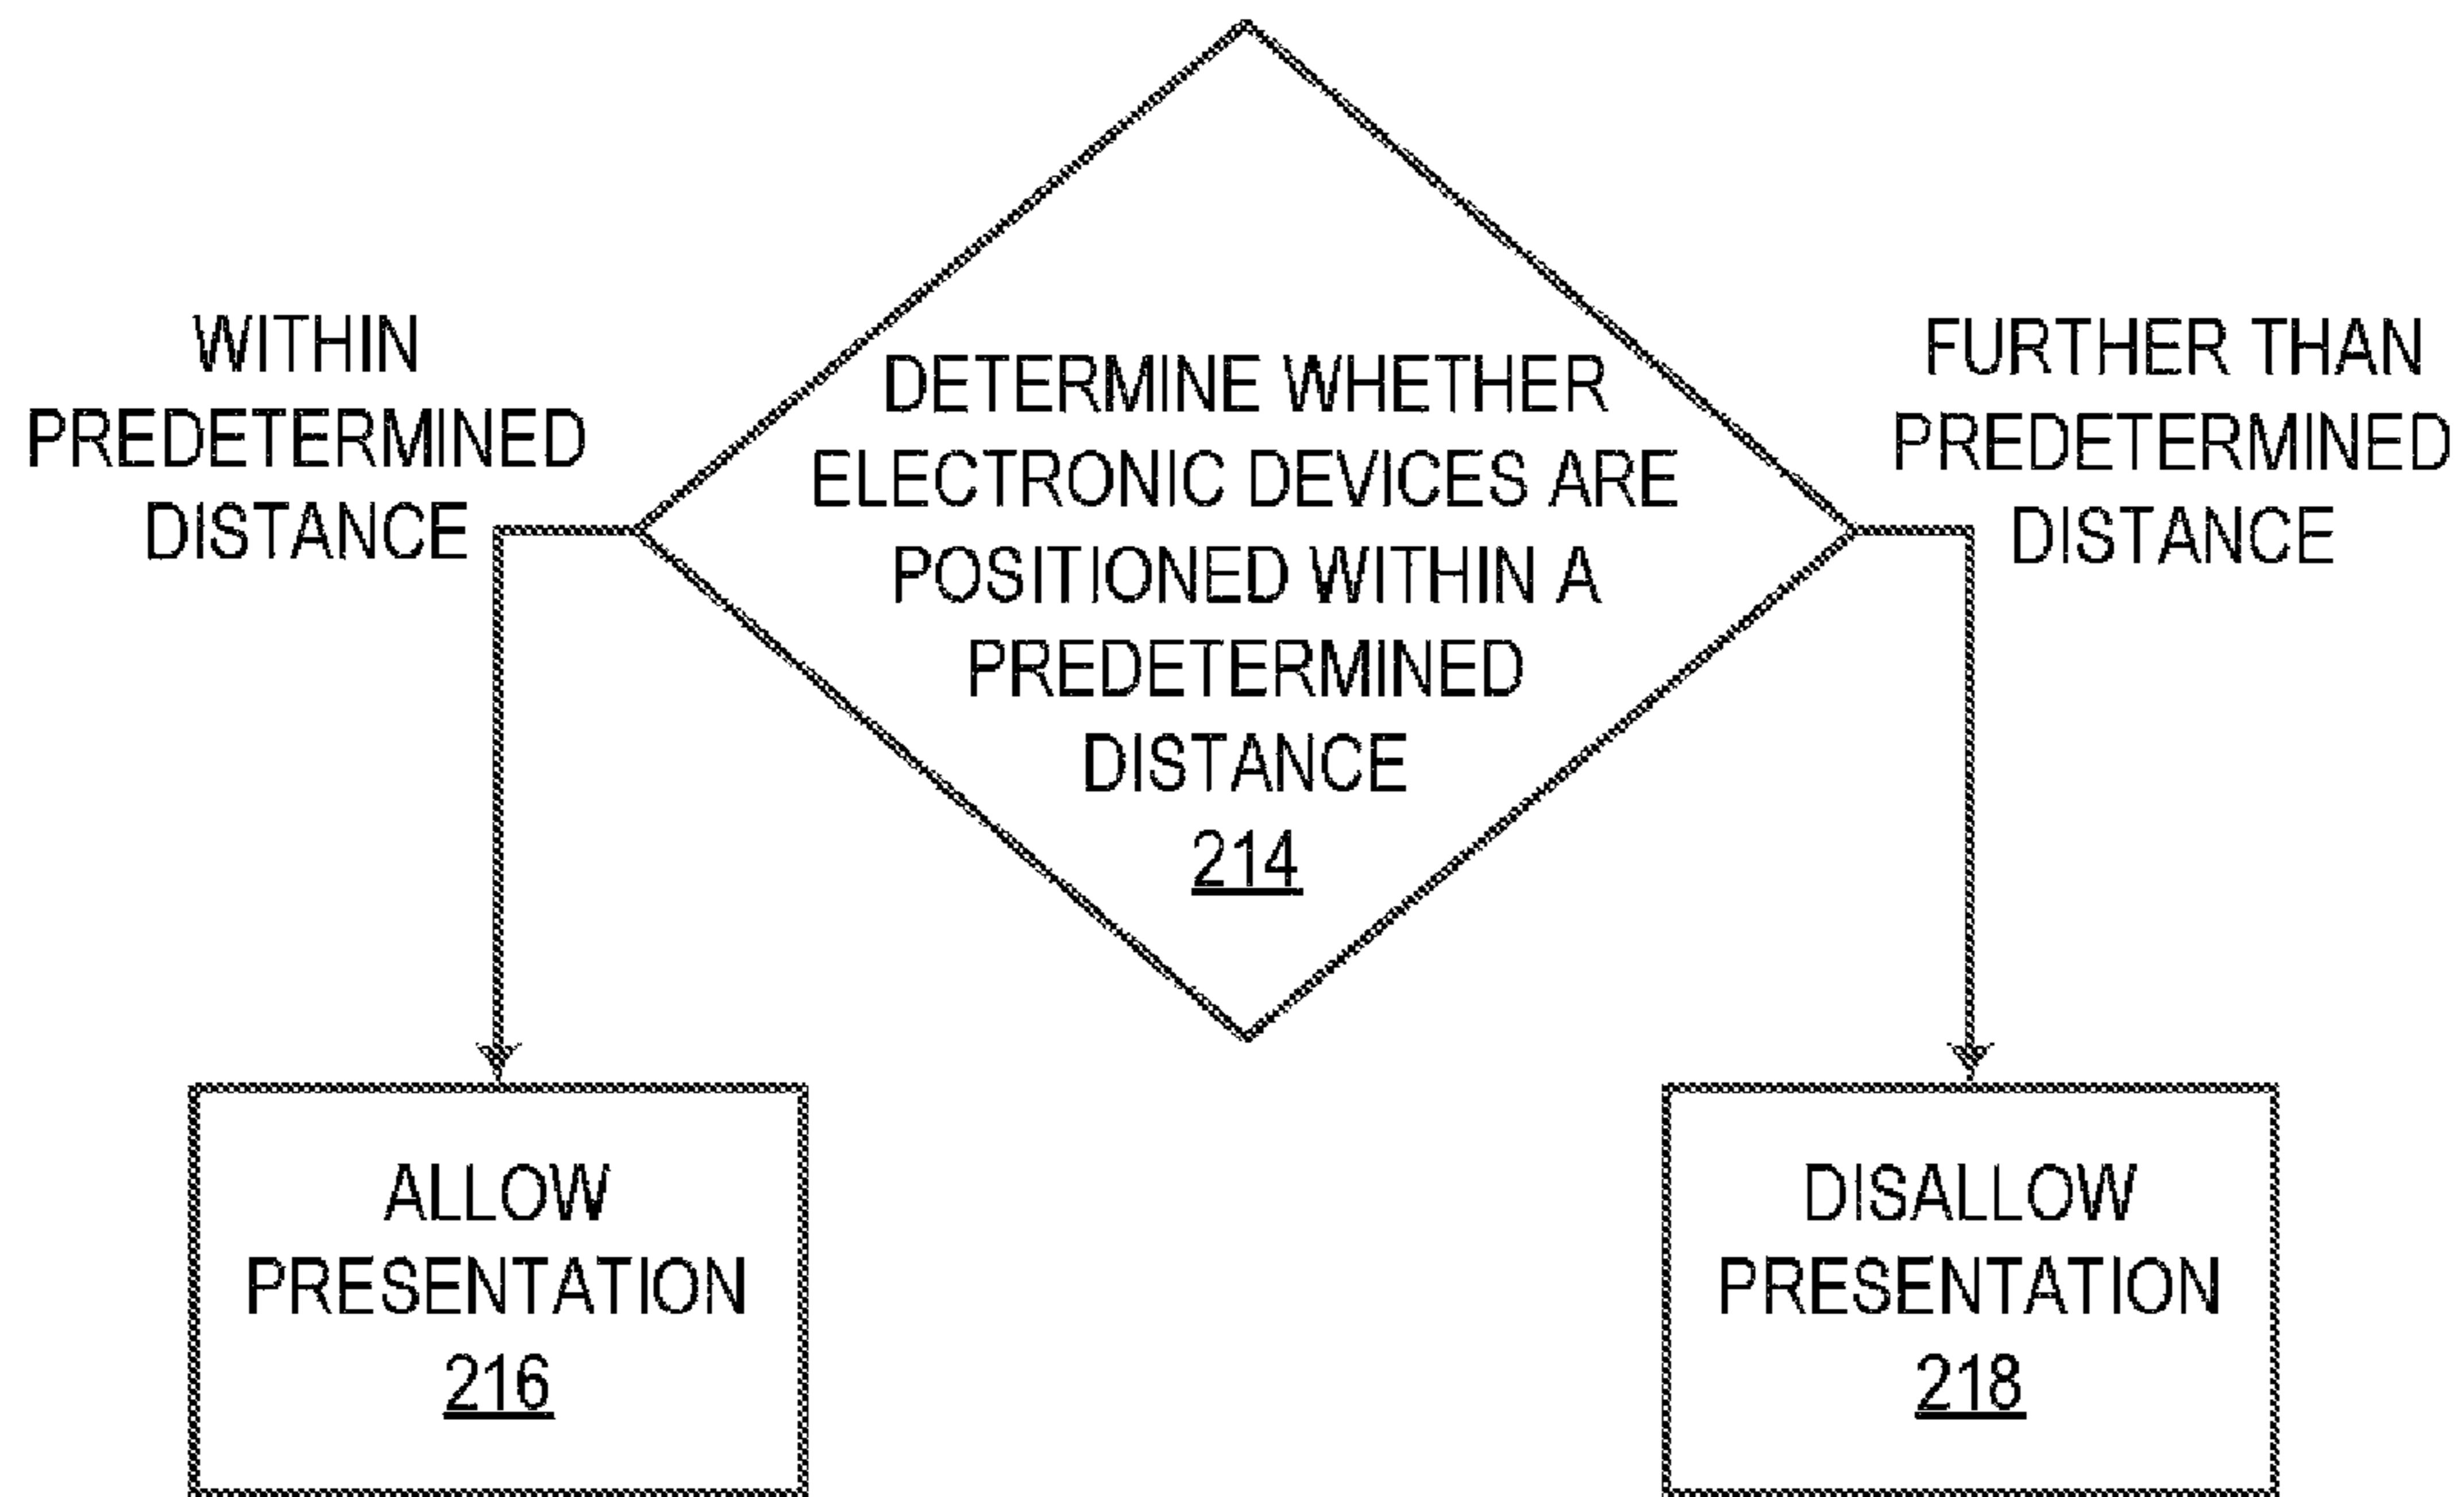 WITHIN
PREDETERMINED
DISTANCE
DETERMINE WHETHER
ELECTRONIC DEVICES ARE
POSITIONED WITHIN A
PREDETERMINED
DISTANCE
214
FURTHER THAN
PREDETERMINED
DISTANCE
ALLOW
PRESENTATION
216
DISALLOW
PRESENTATION
218